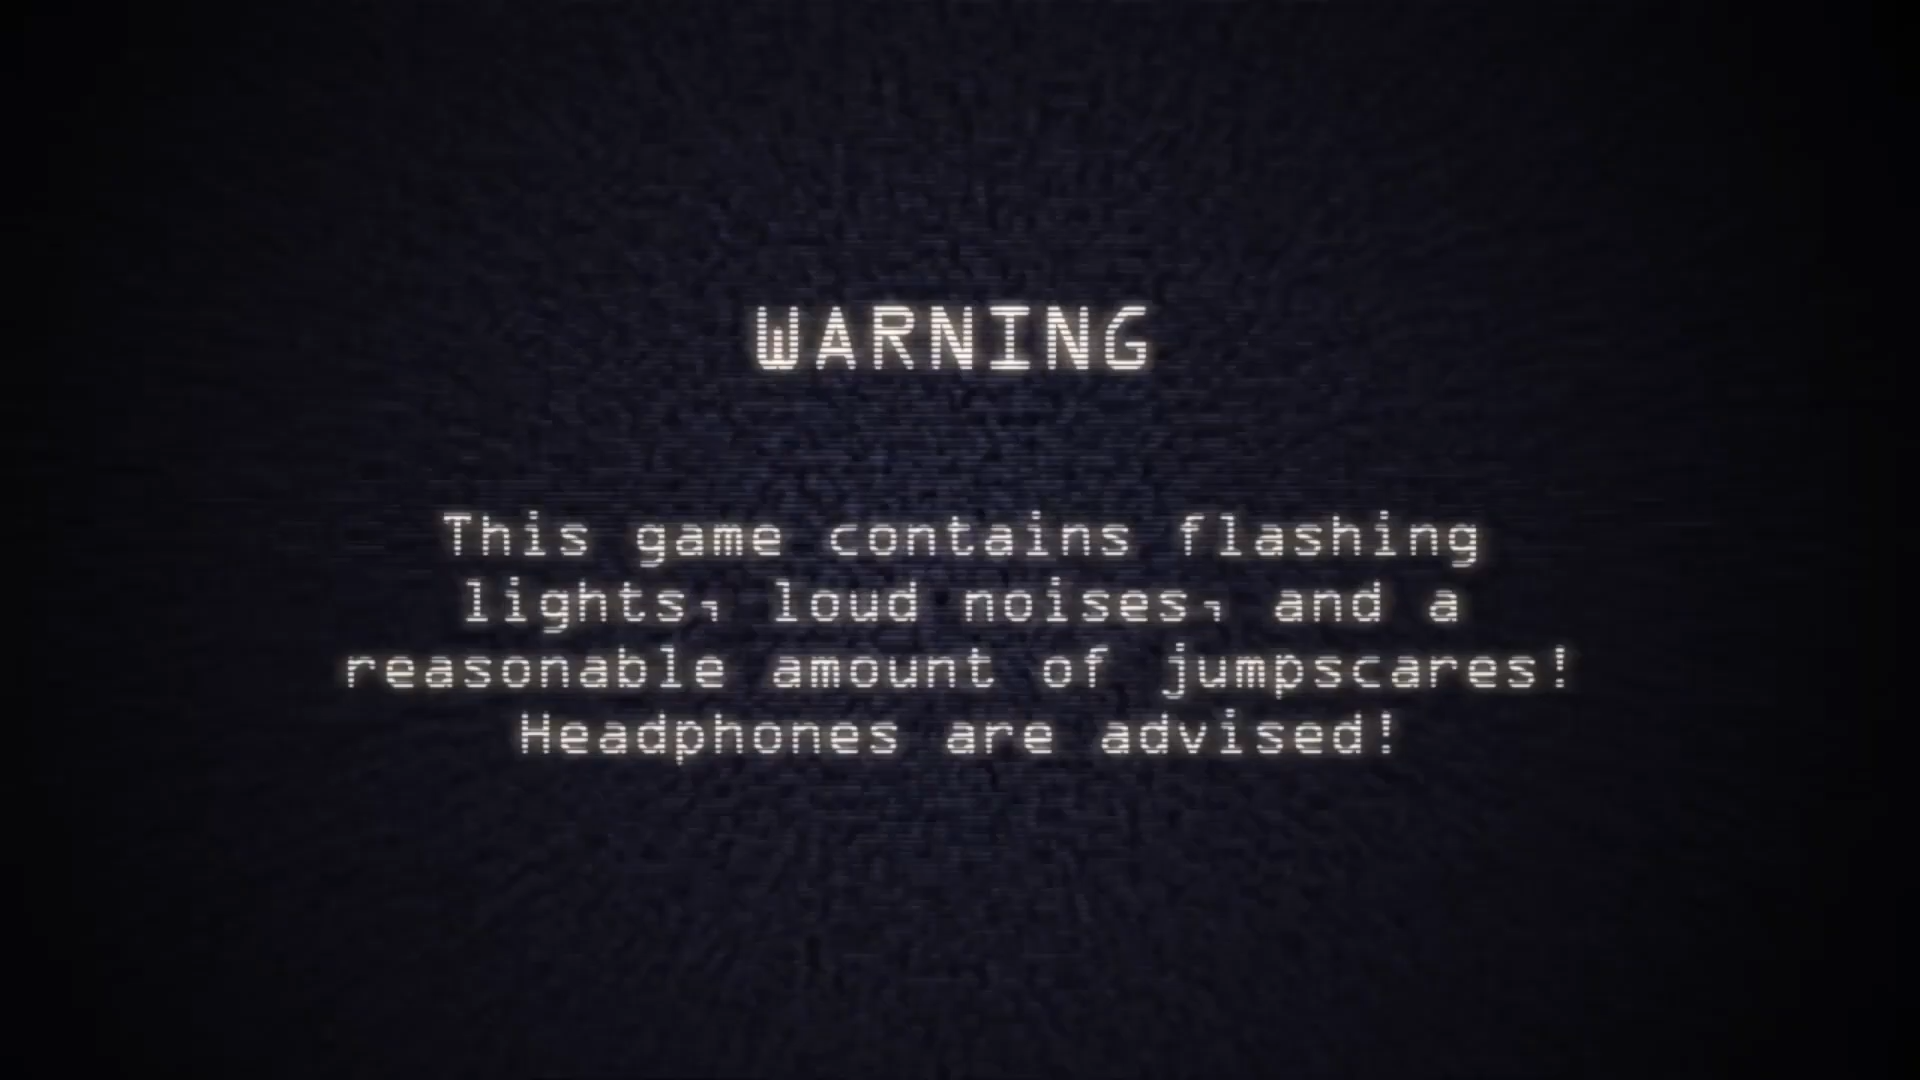 WARNING
This game contains flashing
lights, loud noises, and a
reasonable amount of jumpscares!
Headphones are advised!